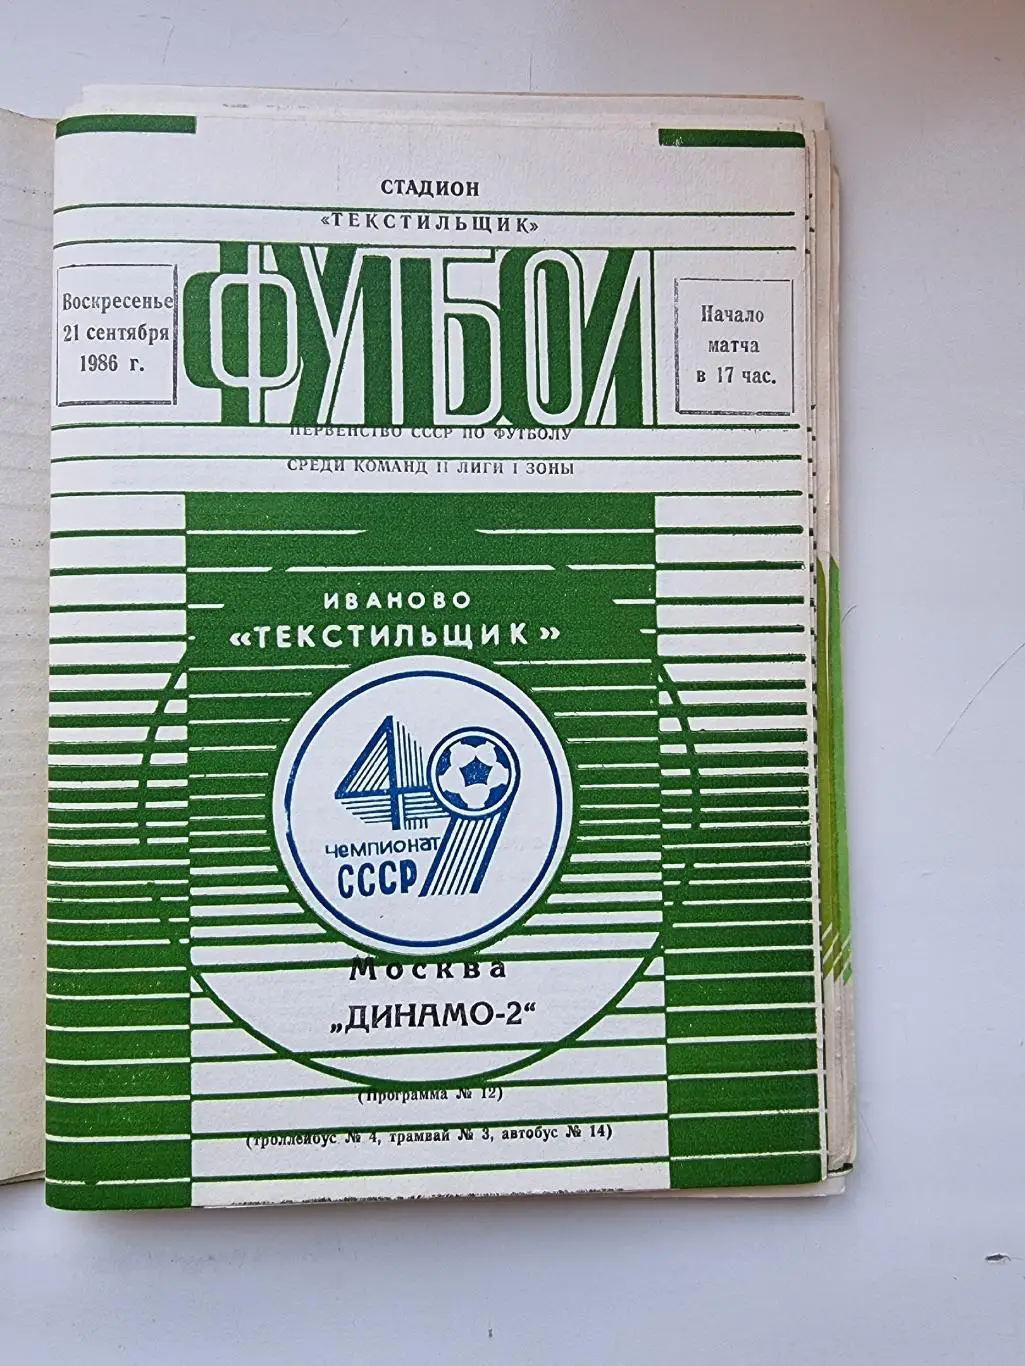 СТАДИОН
«ТЕКСТИЛЬЩИК»
Воскресенье
21 сентября
1986 г.
ФУТБОЛ
Начало
матча
в 17 час.
ПЕРВЕНСТВО СССР ПО ФУТБОЛУ
СРЕДИ КОМАНД II ЛИГИ I ЗОНЫ
ИВАНОВО
«ТЕКСТИЛЬЩИК»
49
чемпионат
СССР
Москва
„ДИНАМО-2“
(Программа № 12)
(троллейбус № 4, трамвай № 3, автобус № 14)